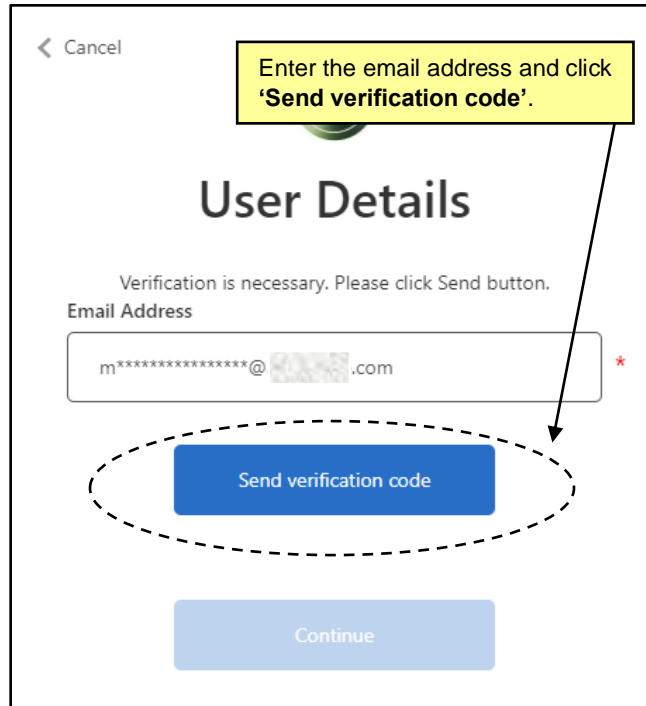 Cancel
Enter the email address and click
‘Send verification code’.
User Details
Verification is necessary. Please click Send button.
Email Address
m****************@ .com
*
Send verification code
Continue